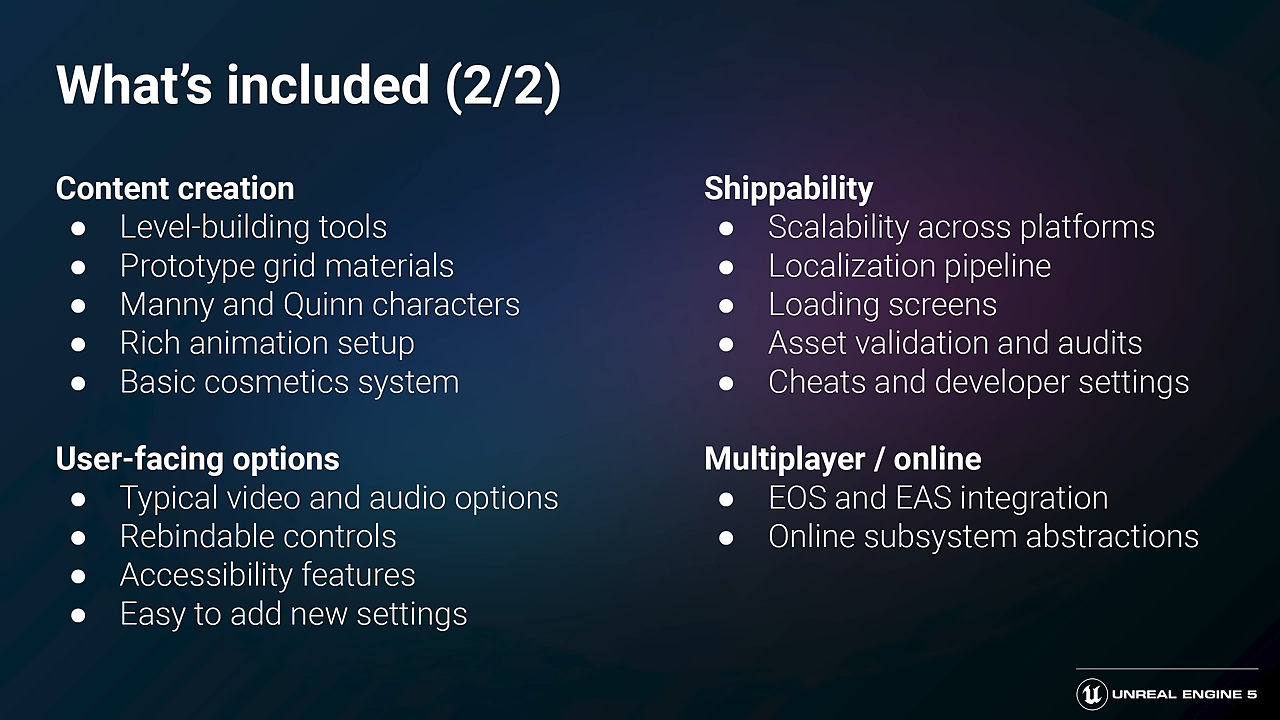 What's included (2/2)
Content creation
● Level-building tools
● Prototype grid materials
● Manny and Quinn characters
● Rich animation setup
● Basic cosmetics system
User-facing options
● Typical video and audio options
● Rebindable controls
● Accessibility features
● Easy to add new settings
Shippability
● Scalability across platforms
● Localization pipeline
● Loading screens
● Asset validation and audits
● Cheats and developer settings
Multiplayer / online
● EOS and EAS integration
● Online subsystem abstractions
UNREAL ENGINE 5